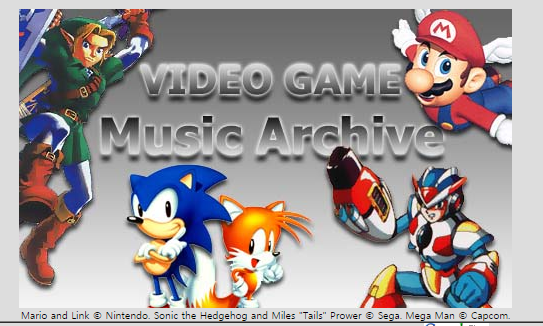 VIDEO GAME
Music Archive
M
Mario and Link © Nintendo. Sonic the Hedgehog and Miles "Tails" Prower © Sega. Mega Man © Capcom.